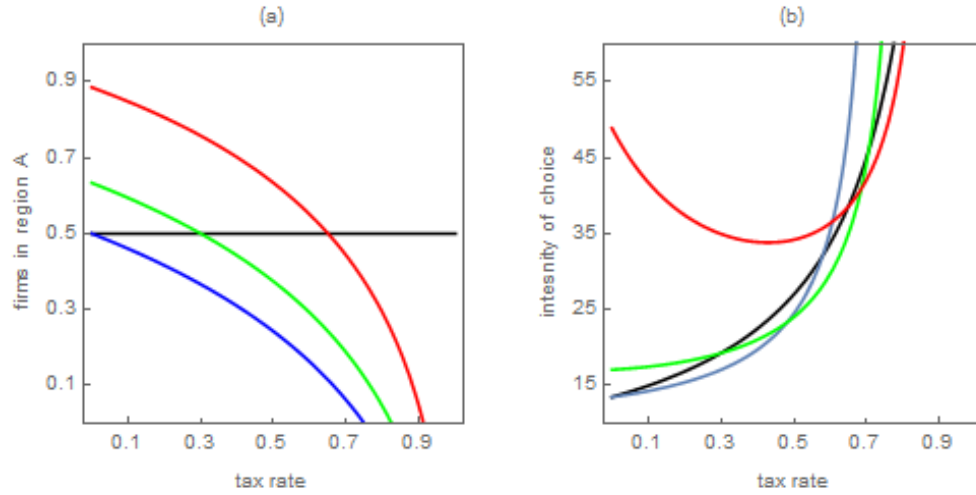 (a)
firms in region A
0.9
0.7
0.5
0.3
0.1
0.1 0.3 0.5 0.7 0.9
tax rate
(b)
intesnity of choice
55
45
35
25
15
0.1 0.3 0.5 0.7 0.9
tax rate